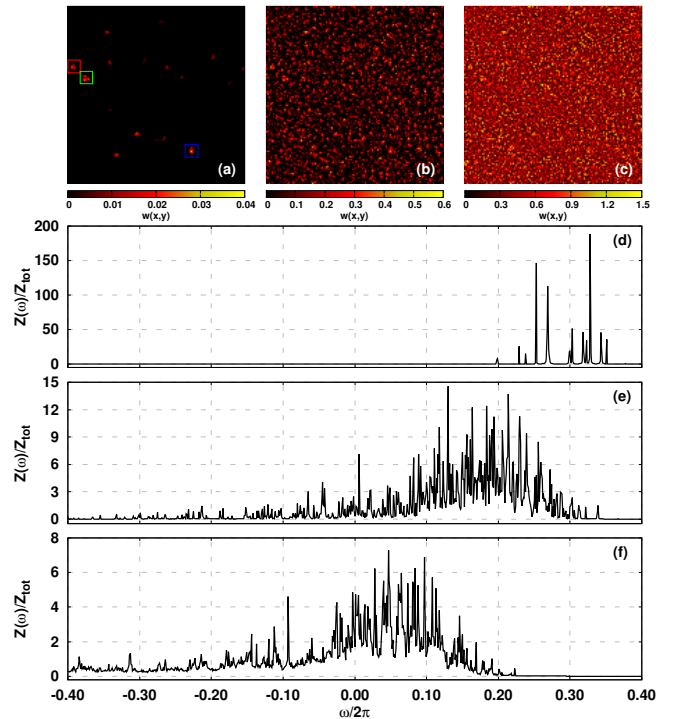 (a) (b) (c)
0 0.01 0.02 0.03 0.04 0 0.1 0.2 0.3 0.4 0.5 0.6 0 0.3 0.6 0.9 1.2 1.5
w(x,y) w(x,y) w(x,y)
200 (d)
150
100
50
0
Z(ω)/Z_tot
15 (e)
12
9
6
3
0
Z(ω)/Z_tot
8 (f)
6
4
2
0
Z(ω)/Z_tot
-0.40 -0.30 -0.20 -0.10 0.00 0.10 0.20 0.30 0.40
ω/2π